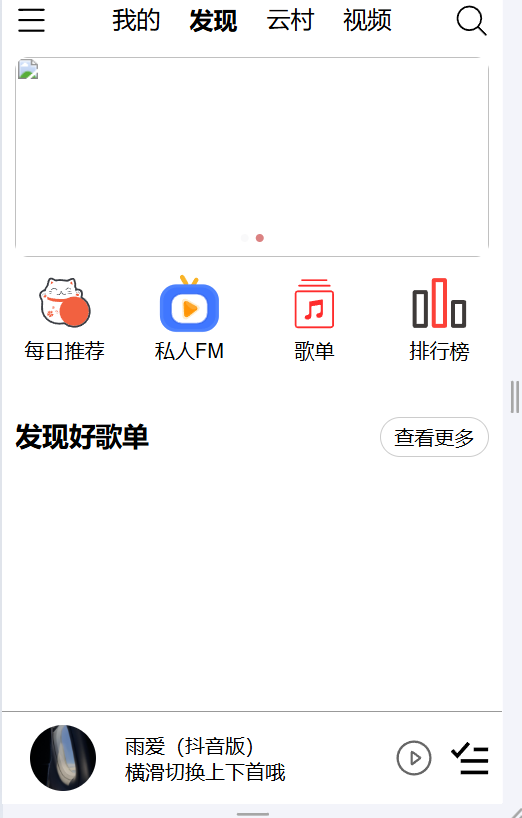 我的 发现 云村 视频
每日推荐 私人FM 歌单 排行榜
发现好歌单 查看更多
雨爱（抖音版）
横滑切换上下首哦